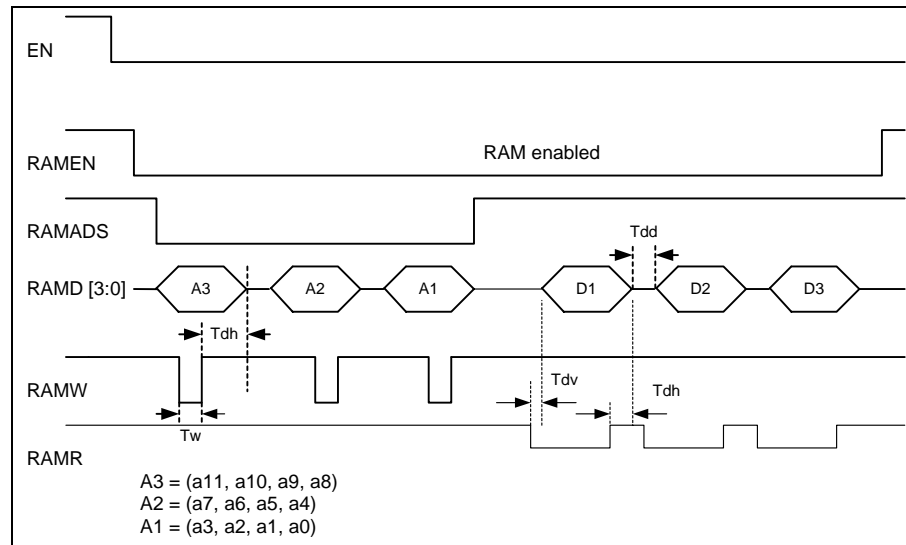 EN
RAMEN
RAM enabled
RAMADS
Tdd
RAMD [3:0]
A3
A2
A1
D1
D2
D3
Tdh
RAMW
Tdv
Tdh
Tw
RAMR
A3 = (a11, a10, a9, a8)
A2 = (a7, a6, a5, a4)
A1 = (a3, a2, a1, a0)